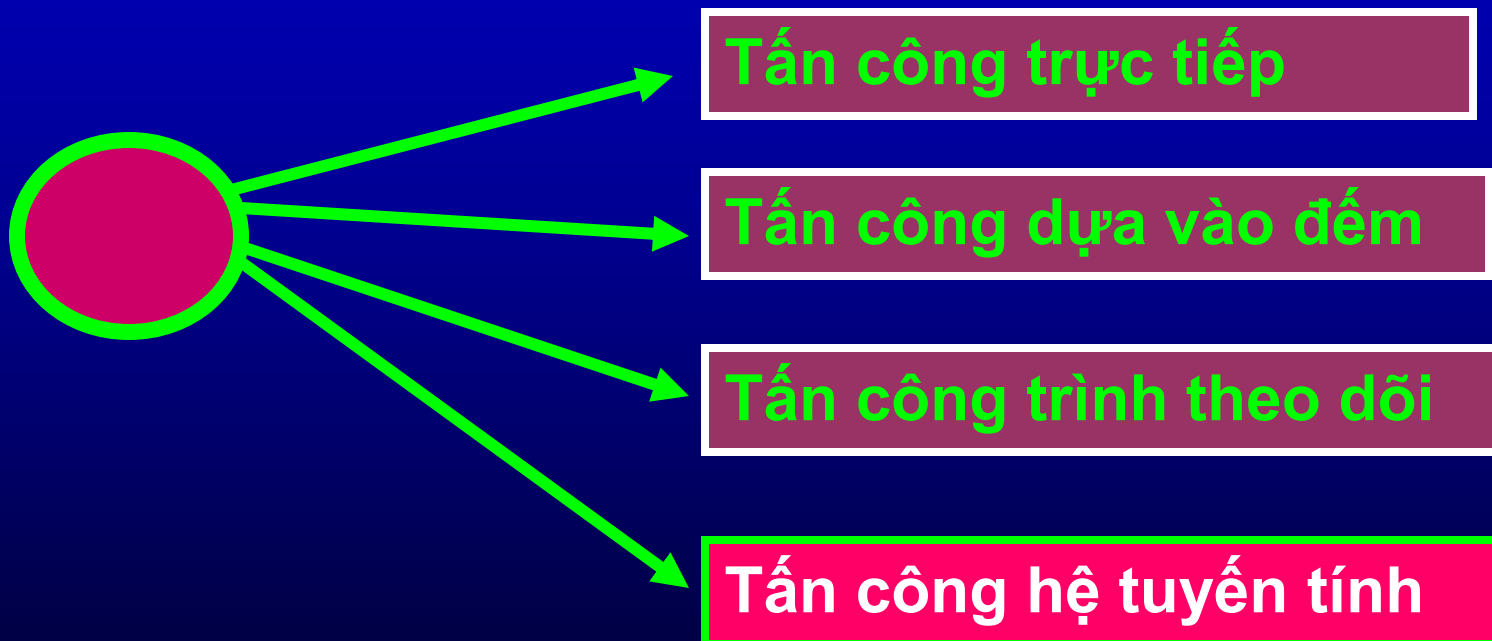 Tấn công trực tiếp
Tấn công dựa vào đếm
Tấn công trình theo dõi
Tấn công hệ tuyến tính